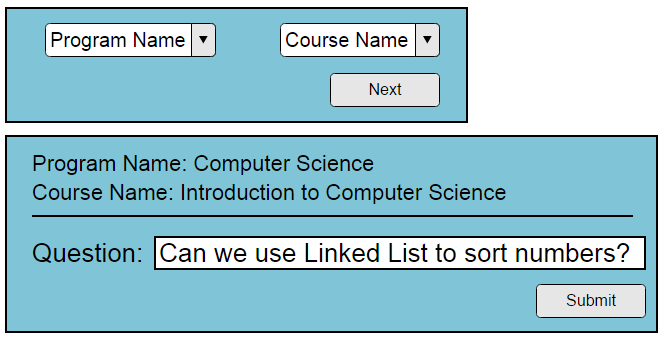 Program Name Course Name
Next
Program Name: Computer Science
Course Name: Introduction to Computer Science
Question: Can we use Linked List to sort numbers?
Submit